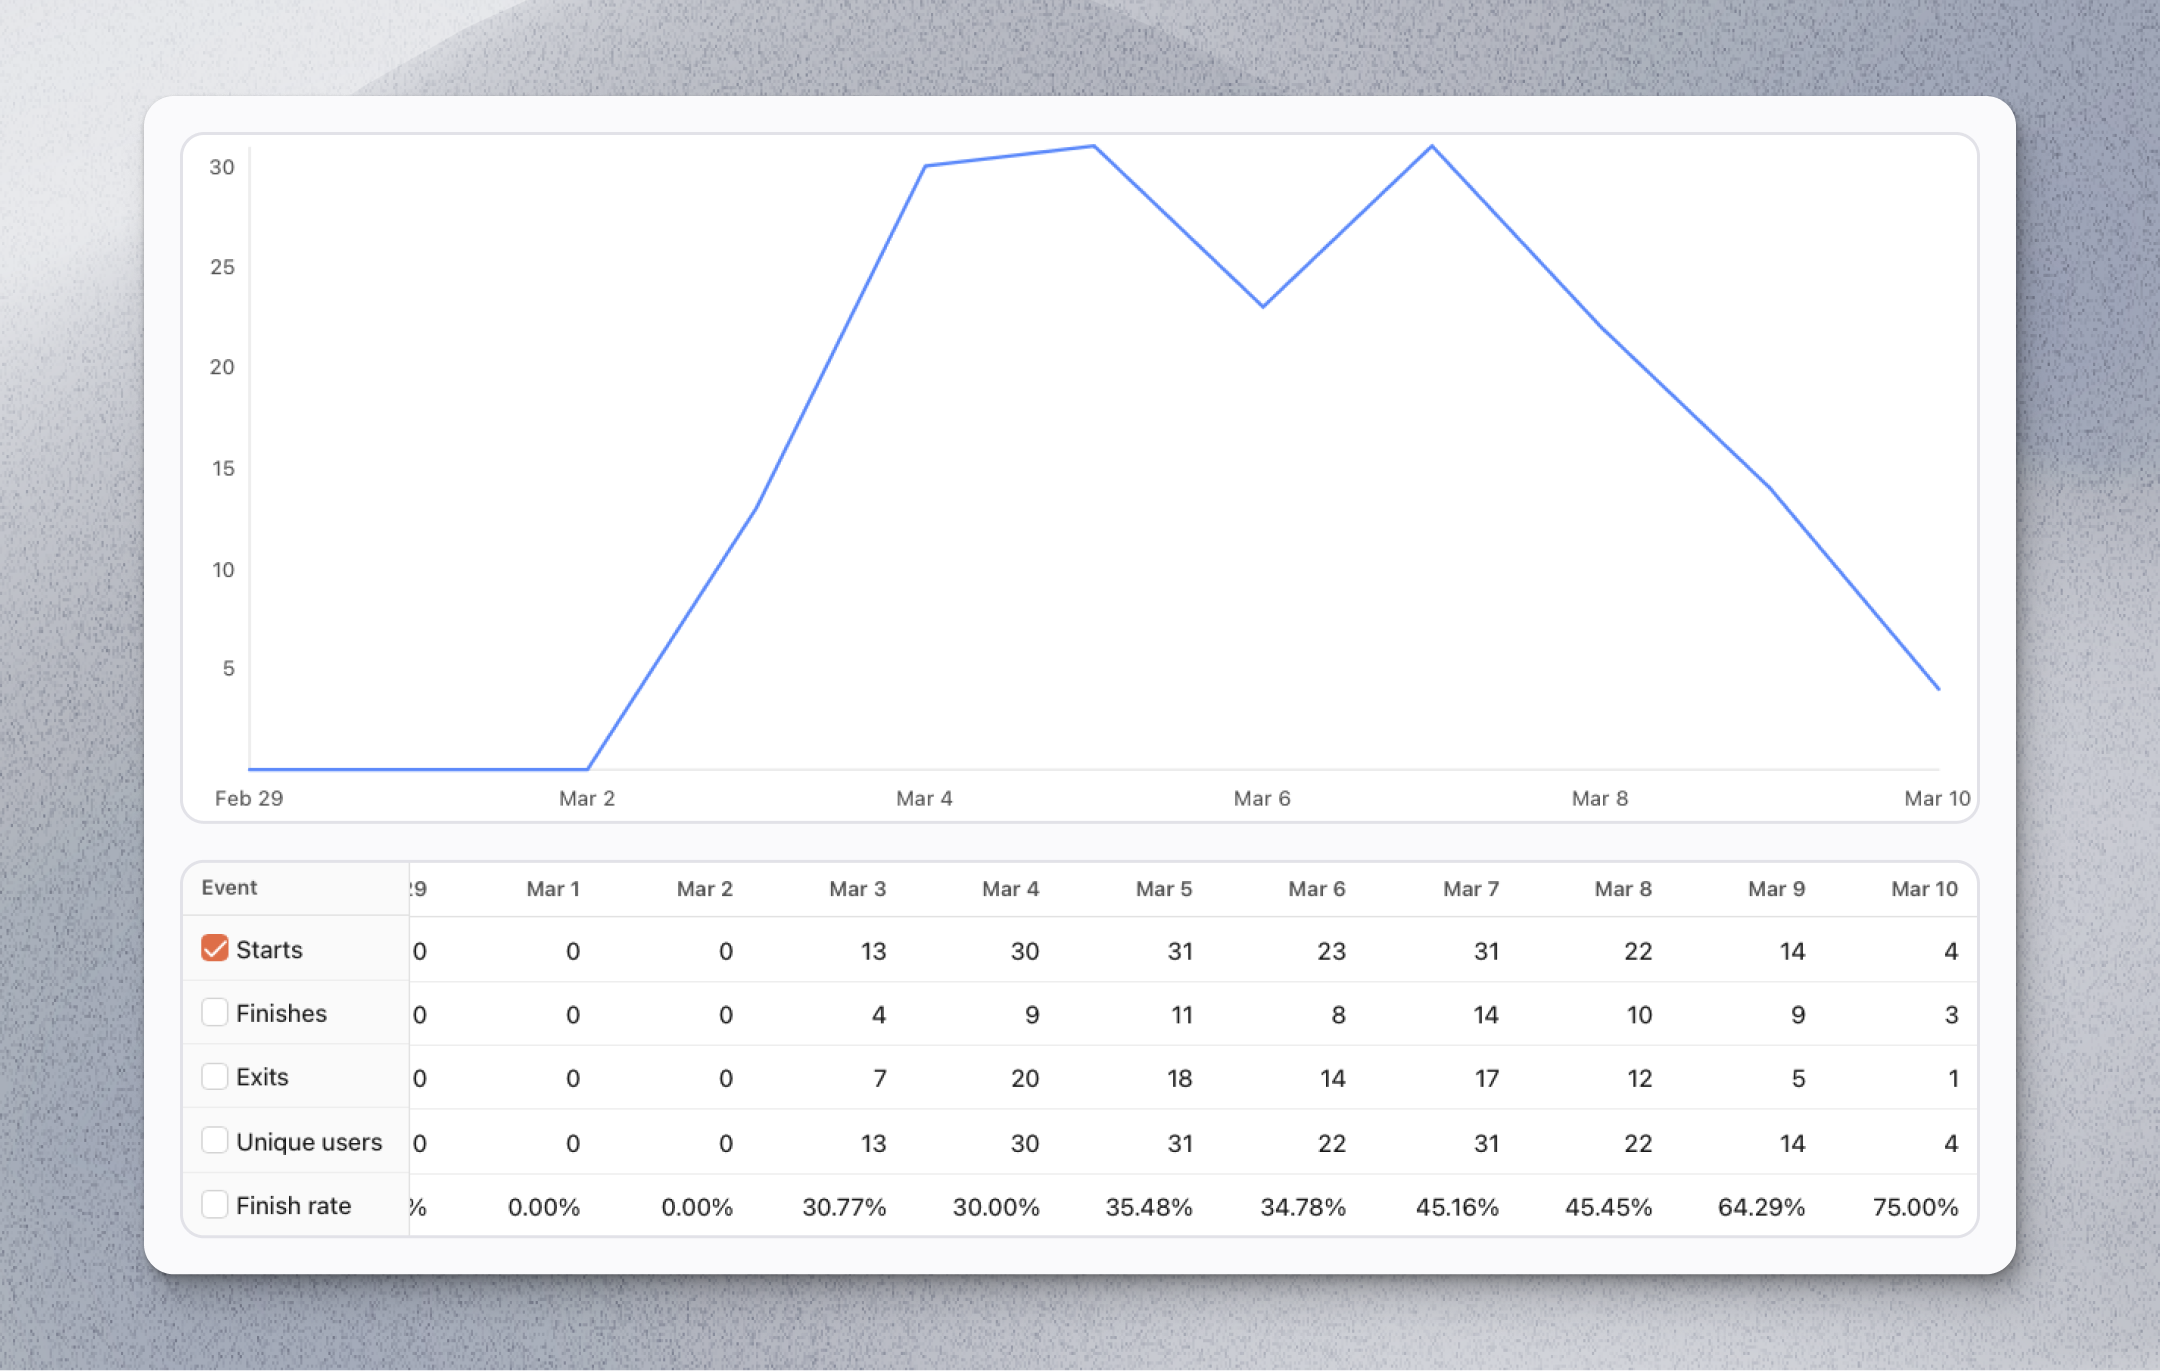 30
25
20
15
10
5
Feb 29 Mar 2 Mar 4 Mar 6 Mar 8 Mar 10
Event 29 Mar 1 Mar 2 Mar 3 Mar 4 Mar 5 Mar 6 Mar 7 Mar 8 Mar 9 Mar 10
Starts 0 0 0 13 30 31 23 31 22 14 4
Finishes 0 0 0 4 9 11 8 14 10 9 3
Exits 0 0 0 7 20 18 14 17 12 5 1
Unique users 0 0 0 13 30 31 22 31 22 14 4
Finish rate % 0.00% 0.00% 30.77% 30.00% 35.48% 34.78% 45.16% 45.45% 64.29% 75.00%